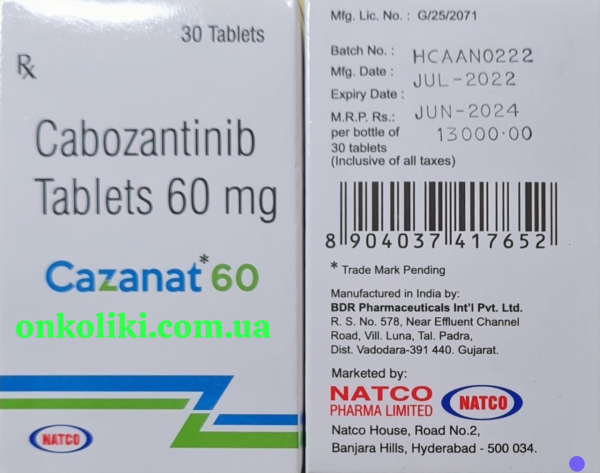 30 Tablets
Rx
Cabozantinib
Tablets 60 mg
Cazanat* 60
onkoliki.com.ua
NATCO
Mfg. Lic. No. : G/25/2071
Batch No. : HCAAN0222
Mfg. Date : JUL-2022
Expiry Date :
M.R.P. Rs.: JUN-2024
per bottle of 13000.00
30 tablets
(Inclusive of all taxes)
8 904037 417652
* Trade Mark Pending
Manufactured in India by:
BDR Pharmaceuticals Int'l Pvt. Ltd.
R. S. No. 578, Near Effluent Channel
Road, Vill. Luna, Tal. Padra,
Dist. Vadodara-391 440. Gujarat.
Marketed by:
NATCO
PHARMA LIMITED
NATCO
Natco House, Road No.2,
Banjara Hills, Hyderabad - 500 034.